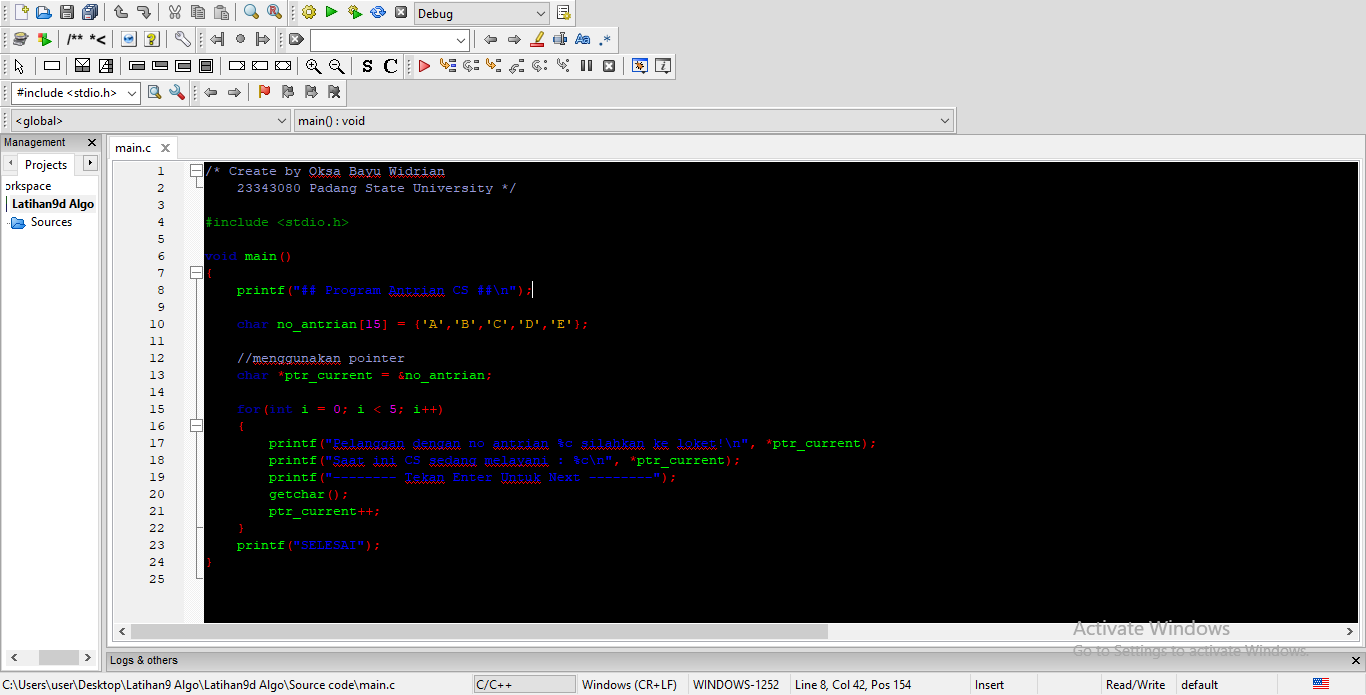 Debug
/** *<
S C
#include <stdio.h>
<global>
main() : void
Management
main.c
Projects
orkspace
Latihan9d Algo
Sources
1 /* Create by Oksa Bayu Widrian
2 23343080 Padang State University */
3
4 #include <stdio.h>
5
6 void main()
7 {
8 printf("## Program Antrian CS ##\n");
9
10 char no_antrian[15] = {'A','B','C','D','E'};
11
12 //menggunakan pointer
13 char *ptr_current = &no_antrian;
14
15 for(int i = 0; i < 5; i++)
16 {
17 printf("Pelanggan dengan no antrian %c silahkan ke loket!\n", *ptr_current);
18 printf("Saat ini CS sedang melayani : %c\n", *ptr_current);
19 printf("-------- Tekan Enter Untuk Next --------");
20 getchar();
21 ptr_current++;
22 }
23 printf("SELESAI");
24 }
25
Activate Windows
Go to Settings to activate Windows.
Logs & others
C:\Users\user\Desktop\Latihan9 Algo\Latihan9d Algo\Source code\main.c C/C++ Windows (CR+LF) WINDOWS-1252 Line 8, Col 42, Pos 154 Insert Read/Write default